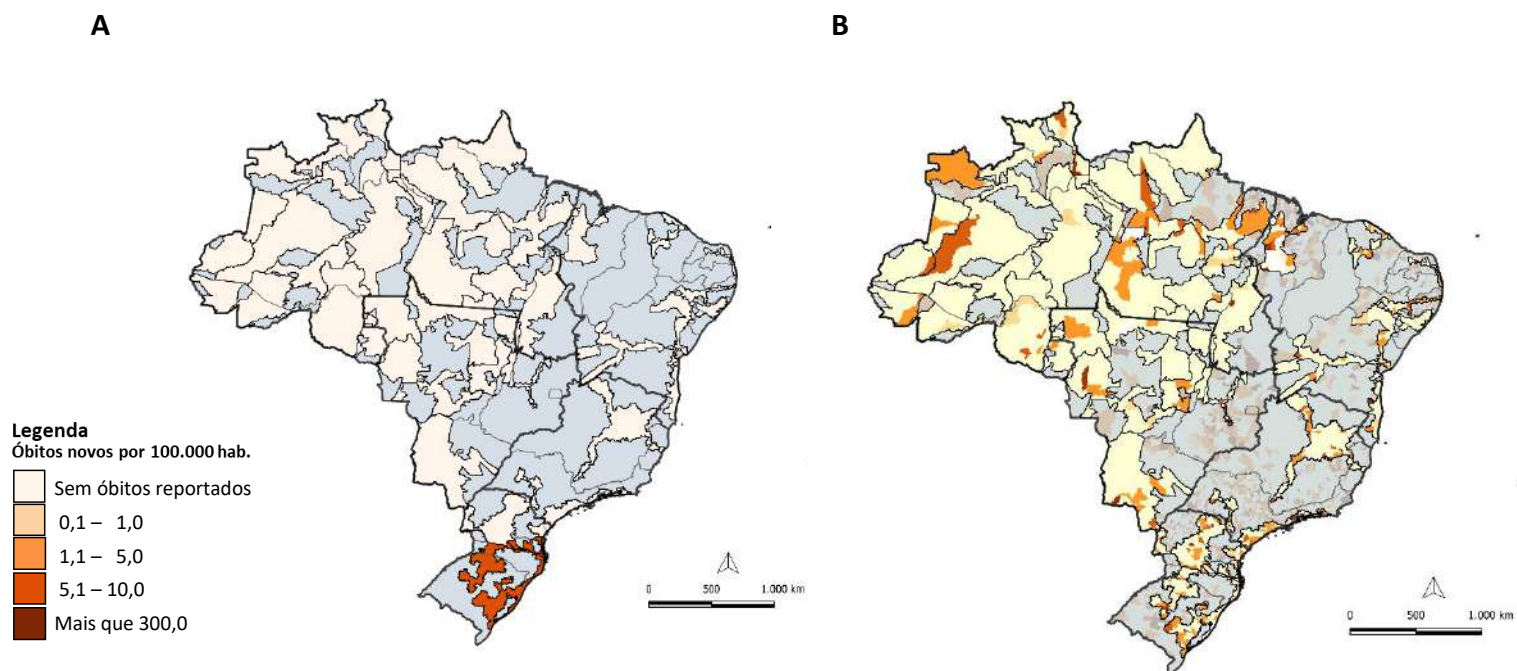 A
B
Legenda
Óbitos novos por 100.000 hab.
Sem óbitos reportados
0,1 – 1,0
1,1 – 5,0
5,1 – 10,0
Mais que 300,0
0 500 1.000 km
0 500 1.000 km